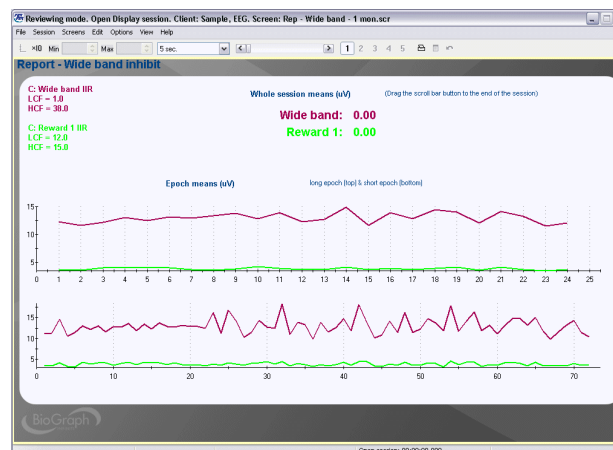 Reviewing mode. Open Display session. Client: Sample, EEG. Screen: Rep - Wide band - 1 mon.scr
File Session Screens Edit Options View Help
×10 Min Max 5 sec. 1 2 3 4 5
Report - Wide band inhibit
C: Wide band IIR
LCF = 1.0
HCF = 38.0
Whole session means (uV) (Drag the scroll bar button to the end of the session)
Wide band: 0.00
C: Reward 1 IIR
LCF = 12.0
HCF = 15.0
Reward 1: 0.00
Epoch means (uV) long epoch (top) & short epoch (bottom)
15
10
5
0 1 2 3 4 5 6 7 8 9 10 11 12 13 14 15 16 17 18 19 20 21 22 23 24 25
15
10
5
0 10 20 30 40 50 60 70
BioGraph